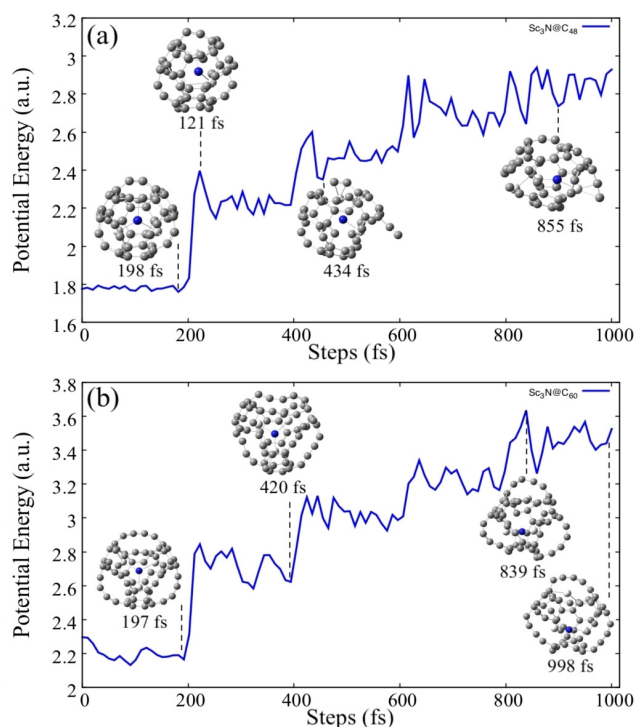 (a)
Sc₃N@C₄₈
3.2
3
2.8
2.6
2.4
2.2
2
1.8
1.6
Potential Energy (a.u.)
121 fs
198 fs
434 fs
855 fs
0
200
400
600
800
1000
Steps (fs)
(b)
Sc₃N@C₆₀
3.8
3.6
3.4
3.2
3
2.8
2.6
2.4
2.2
2
Potential Energy (a.u.)
420 fs
197 fs
839 fs
998 fs
0
200
400
600
800
1000
Steps (fs)